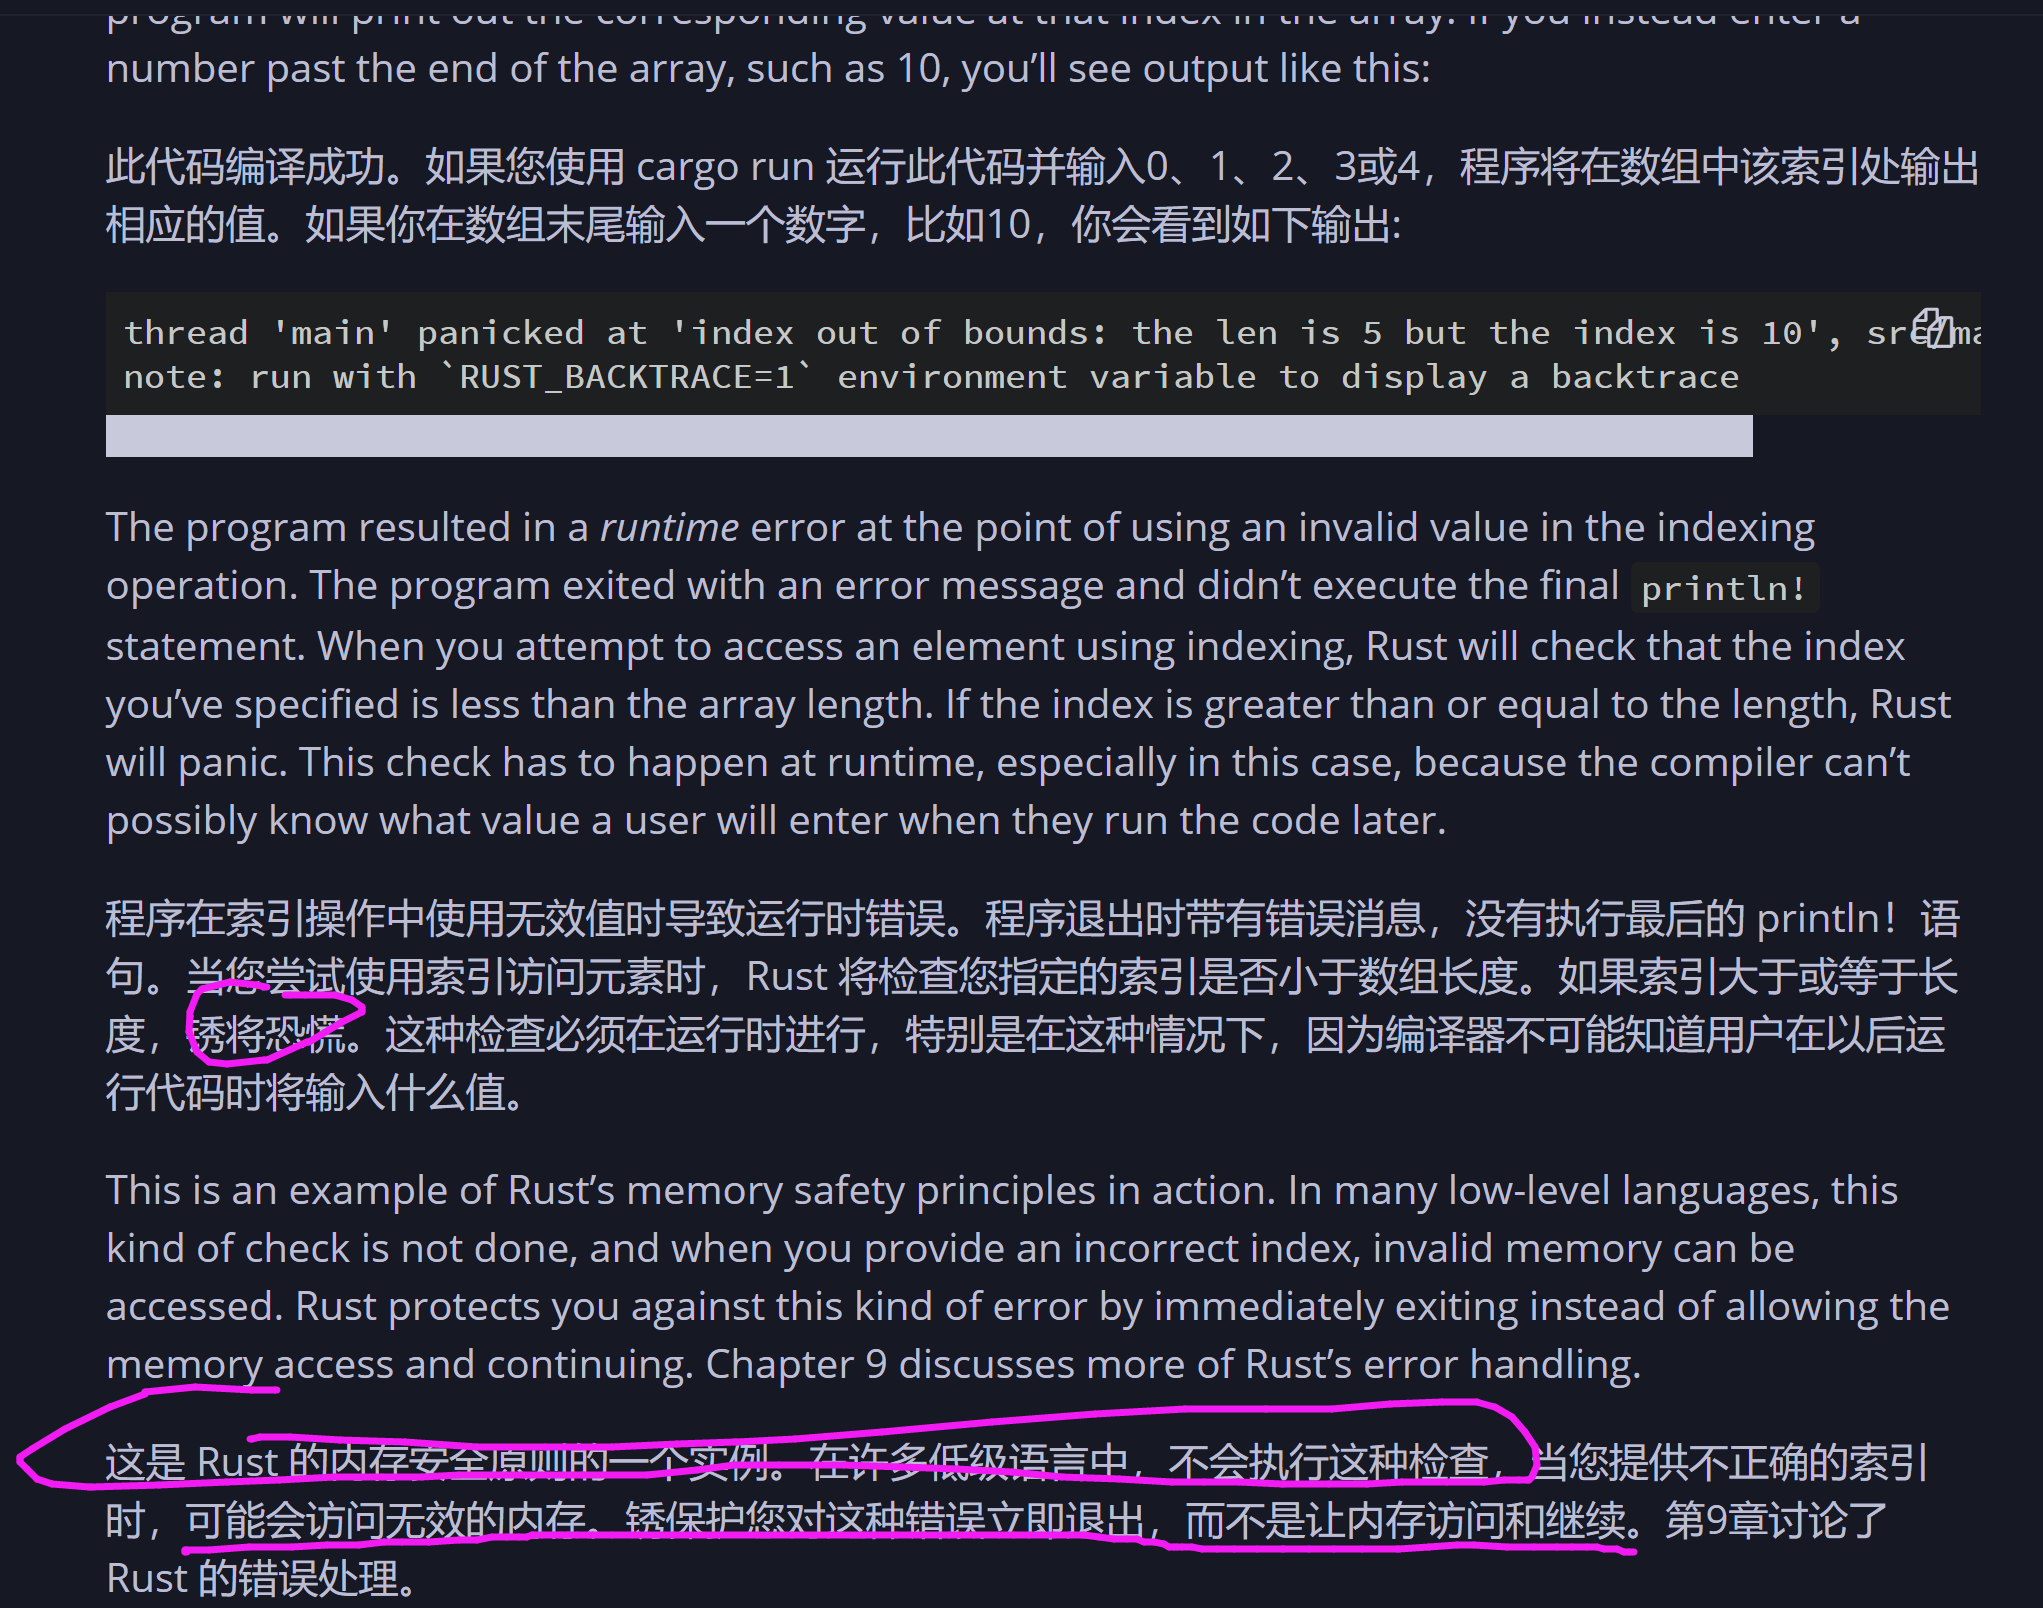 program will print out the corresponding value at that index in the array. If you instead enter a
number past the end of the array, such as 10, you’ll see output like this:
此代码编译成功。如果您使用 cargo run 运行此代码并输入0、1、2、3或4，程序将在数组中该索引处输出
相应的值。如果你在数组末尾输入一个数字，比如10，你会看到如下输出:
thread 'main' panicked at 'index out of bounds: the len is 5 but the index is 10', src/ma
note: run with `RUST_BACKTRACE=1` environment variable to display a backtrace
The program resulted in a runtime error at the point of using an invalid value in the indexing
operation. The program exited with an error message and didn’t execute the final println!
statement. When you attempt to access an element using indexing, Rust will check that the index
you’ve specified is less than the array length. If the index is greater than or equal to the length, Rust
will panic. This check has to happen at runtime, especially in this case, because the compiler can’t
possibly know what value a user will enter when they run the code later.
程序在索引操作中使用无效值时导致运行时错误。程序退出时带有错误消息，没有执行最后的 println！语
句。当您尝试使用索引访问元素时，Rust 将检查您指定的索引是否小于数组长度。如果索引大于或等于长
度，锈将恐慌。这种检查必须在运行时进行，特别是在这种情况下，因为编译器不可能知道用户在以后运
行代码时将输入什么值。
This is an example of Rust’s memory safety principles in action. In many low-level languages, this
kind of check is not done, and when you provide an incorrect index, invalid memory can be
accessed. Rust protects you against this kind of error by immediately exiting instead of allowing the
memory access and continuing. Chapter 9 discusses more of Rust’s error handling.
这是 Rust 的内存安全原则的一个实例。在许多低级语言中，不会执行这种检查，当您提供不正确的索引
时，可能会访问无效的内存。锈保护您对这种错误立即退出，而不是让内存访问和继续。第9章讨论了
Rust 的错误处理。